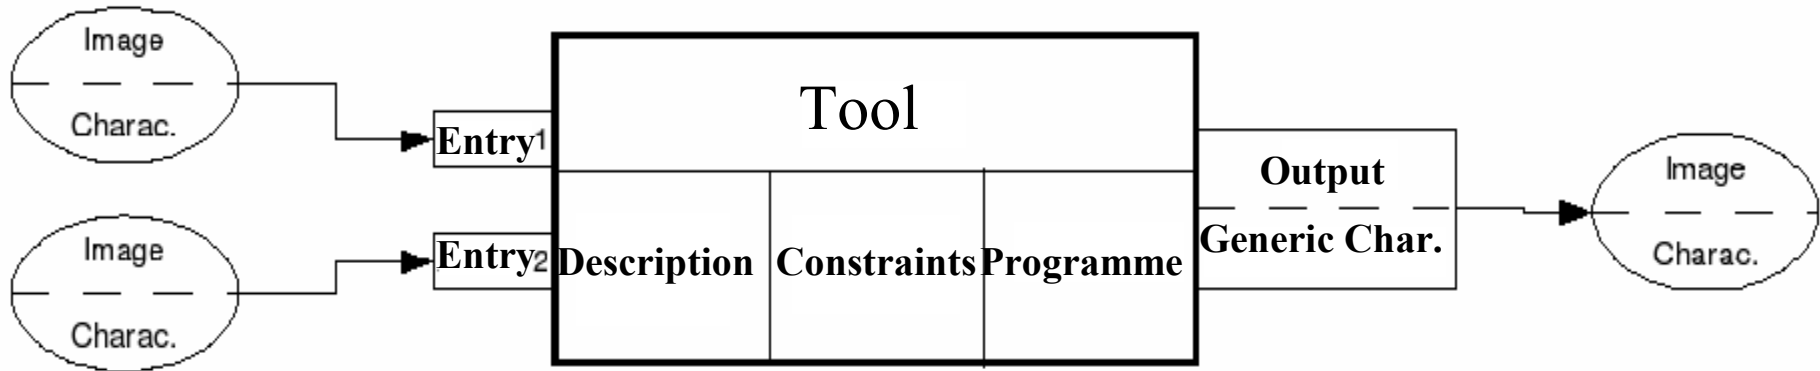 Image
Charac.
Entry1
Image
Charac.
Entry2
Tool
Description
Constraints
Programme
Output
Generic Char.
Image
Charac.